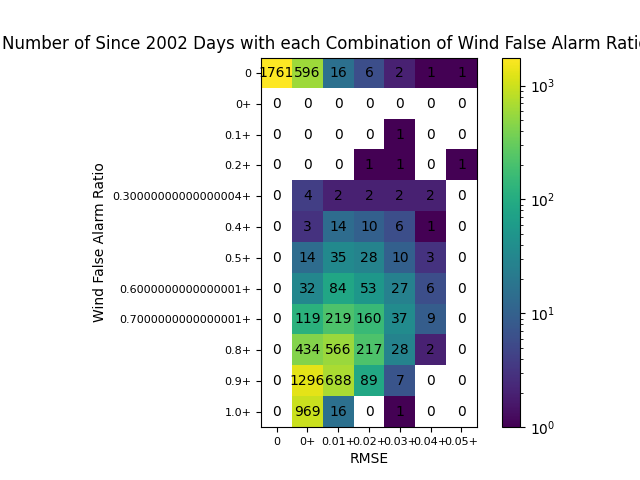 Number of Since 2002 Days with each Combination of Wind False Alarm Rati
0 1761 596 16 6 2 1 1
0+ 0 0 0 0 0 0 0
0.1+ 0 0 0 0 1 0 0
0.2+ 0 0 0 1 1 0 1
0.30000000000000004+ 0 4 2 2 2 2 0
0.4+ 0 3 14 10 6 1 0
0.5+ 0 14 35 28 10 3 0
0.6000000000000001+ 0 32 84 53 27 6 0
0.7000000000000001+ 0 119 219 160 37 9 0
0.8+ 0 434 566 217 28 2 0
0.9+ 0 1296 688 89 7 0 0
1.0+ 0 969 16 0 1 0 0
0 0+ 0.01+ 0.02+ 0.03+ 0.04+ 0.05+
RMSE
Wind False Alarm Ratio
10³
10²
10¹
10⁰